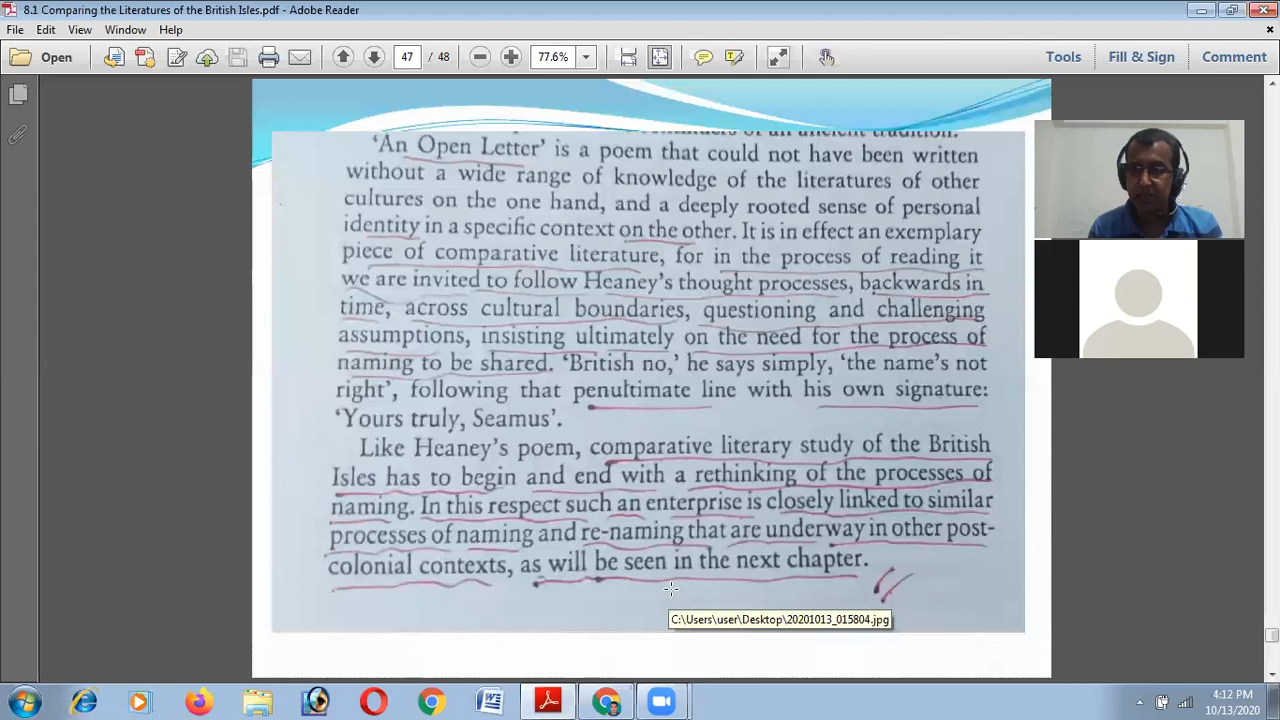 8.1 Comparing the Literatures of the British Isles.pdf - Adobe Reader
File Edit View Window Help
Open 47 / 48 77.6% Tools Fill & Sign Comment
of an ancient tradition.
‘An Open Letter’ is a poem that could not have been written
without a wide range of knowledge of the literatures of other
cultures on the one hand, and a deeply rooted sense of personal
identity in a specific context on the other. It is in effect an exemplary
piece of comparative literature, for in the process of reading it
we are invited to follow Heaney’s thought processes, backwards in
time, across cultural boundaries, questioning and challenging
assumptions, insisting ultimately on the need for the process of
naming to be shared. ‘British no,’ he says simply, ‘the name’s not
right’, following that penultimate line with his own signature:
‘Yours truly, Seamus’.
Like Heaney’s poem, comparative literary study of the British
Isles has to begin and end with a rethinking of the processes of
naming. In this respect such an enterprise is closely linked to similar
processes of naming and re-naming that are underway in other post-
colonial contexts, as will be seen in the next chapter.
C:\Users\user\Desktop\20201013_015804.jpg
4:12 PM
10/13/2020